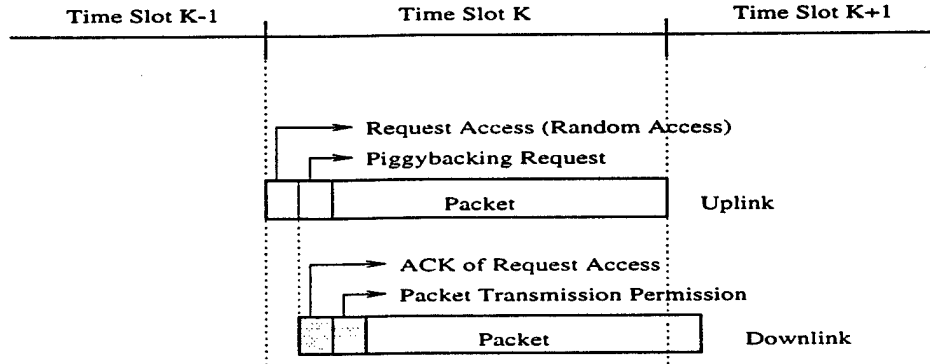 Time Slot K-1 Time Slot K Time Slot K+1
Request Access (Random Access)
Piggybacking Request
Packet Uplink
ACK of Request Access
Packet Transmission Permission
Packet Downlink